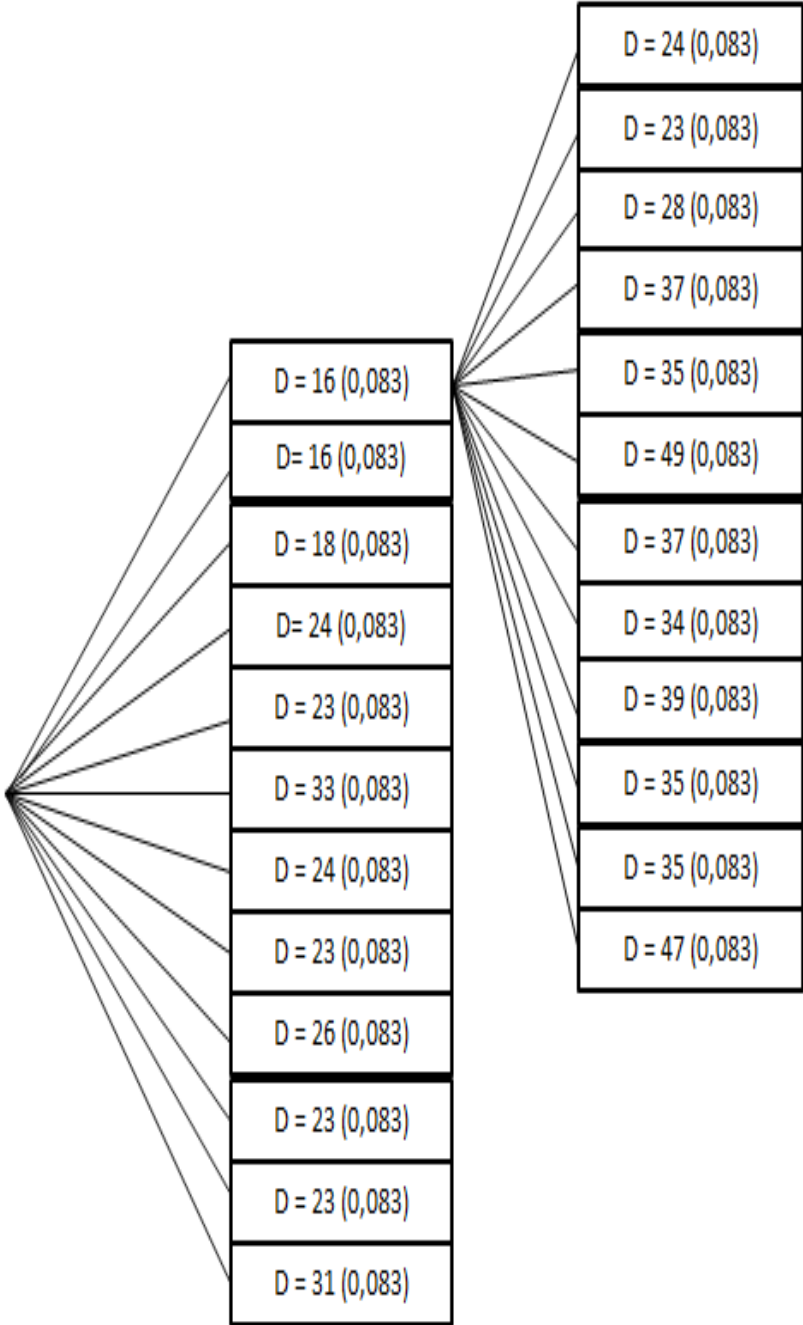 D = 16 (0,083)
D= 16 (0,083)
D = 18 (0,083)
D= 24 (0,083)
D = 23 (0,083)
D = 33 (0,083)
D = 24 (0,083)
D = 23 (0,083)
D = 26 (0,083)
D = 23 (0,083)
D = 23 (0,083)
D = 31 (0,083)
D = 24 (0,083)
D = 23 (0,083)
D = 28 (0,083)
D = 37 (0,083)
D = 35 (0,083)
D = 49 (0,083)
D = 37 (0,083)
D = 34 (0,083)
D = 39 (0,083)
D = 35 (0,083)
D = 35 (0,083)
D = 47 (0,083)